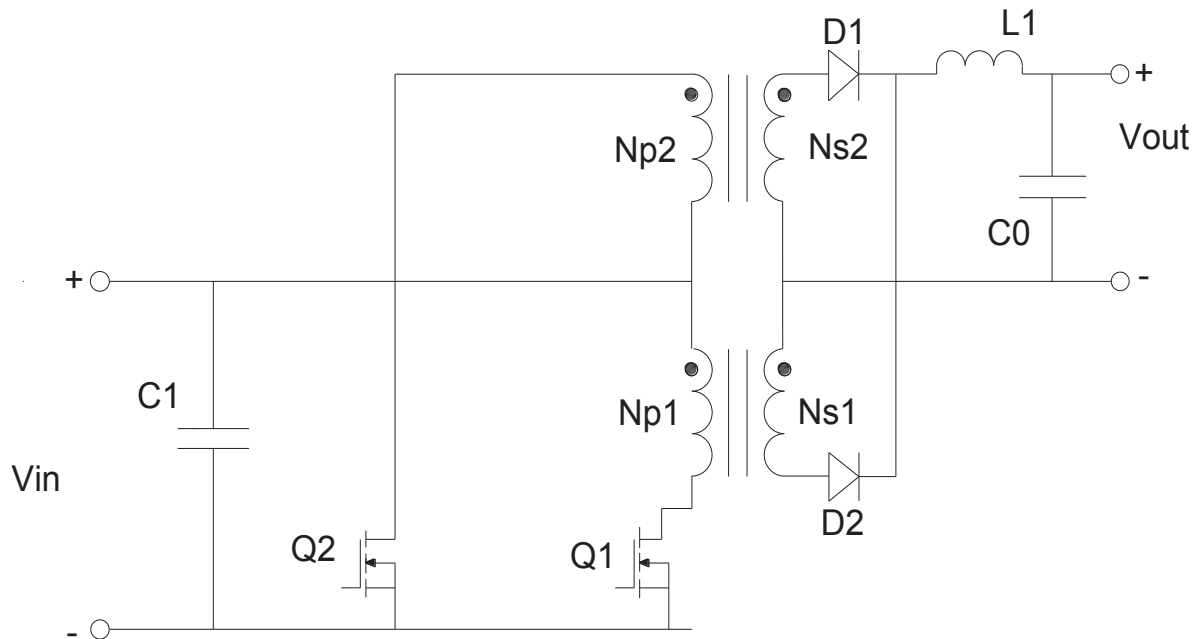 D1
L1
+
Np2
Ns2
Vout
C0
+
-
C1
Np1
Ns1
Vin
D2
Q2
Q1
-